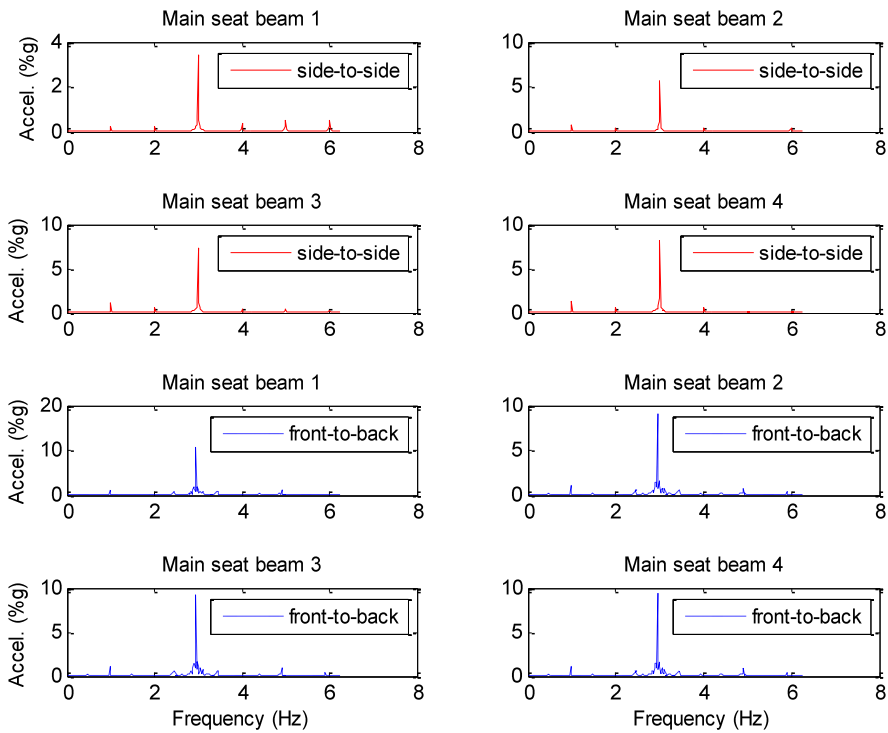 Main seat beam 1
Main seat beam 2
Accel. (%g)
4
2
0
side-to-side
0 2 4 6 8
10
5
0
side-to-side
0 2 4 6 8
Main seat beam 3
Main seat beam 4
Accel. (%g)
10
5
0
side-to-side
0 2 4 6 8
10
5
0
side-to-side
0 2 4 6 8
Main seat beam 1
Main seat beam 2
Accel. (%g)
20
10
0
front-to-back
0 2 4 6 8
10
5
0
front-to-back
0 2 4 6 8
Main seat beam 3
Main seat beam 4
Accel. (%g)
10
5
0
front-to-back
0 2 4 6 8
Frequency (Hz)
10
5
0
front-to-back
0 2 4 6 8
Frequency (Hz)